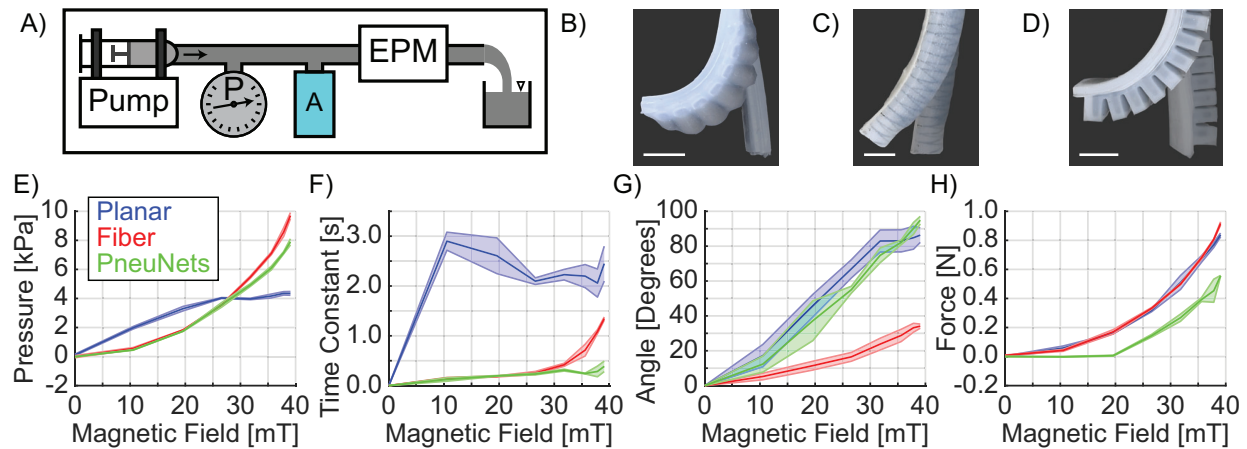 A)
Pump
P
A
EPM
B)
C)
D)
E)
Pressure [kPa]
10
8
6
4
2
0
-2
Planar
Fiber
PneuNets
0
10
20
30
40
Magnetic Field [mT]
F)
Time Constant [s]
3.0
2.0
1.0
0.0
0
10
20
30
40
Magnetic Field [mT]
G)
Angle [Degrees]
100
80
60
40
20
0
0
10
20
30
40
Magnetic Field [mT]
H)
Force [N]
1.0
0.8
0.6
0.4
0.2
0.0
-0.2
0
10
20
30
40
Magnetic Field [mT]